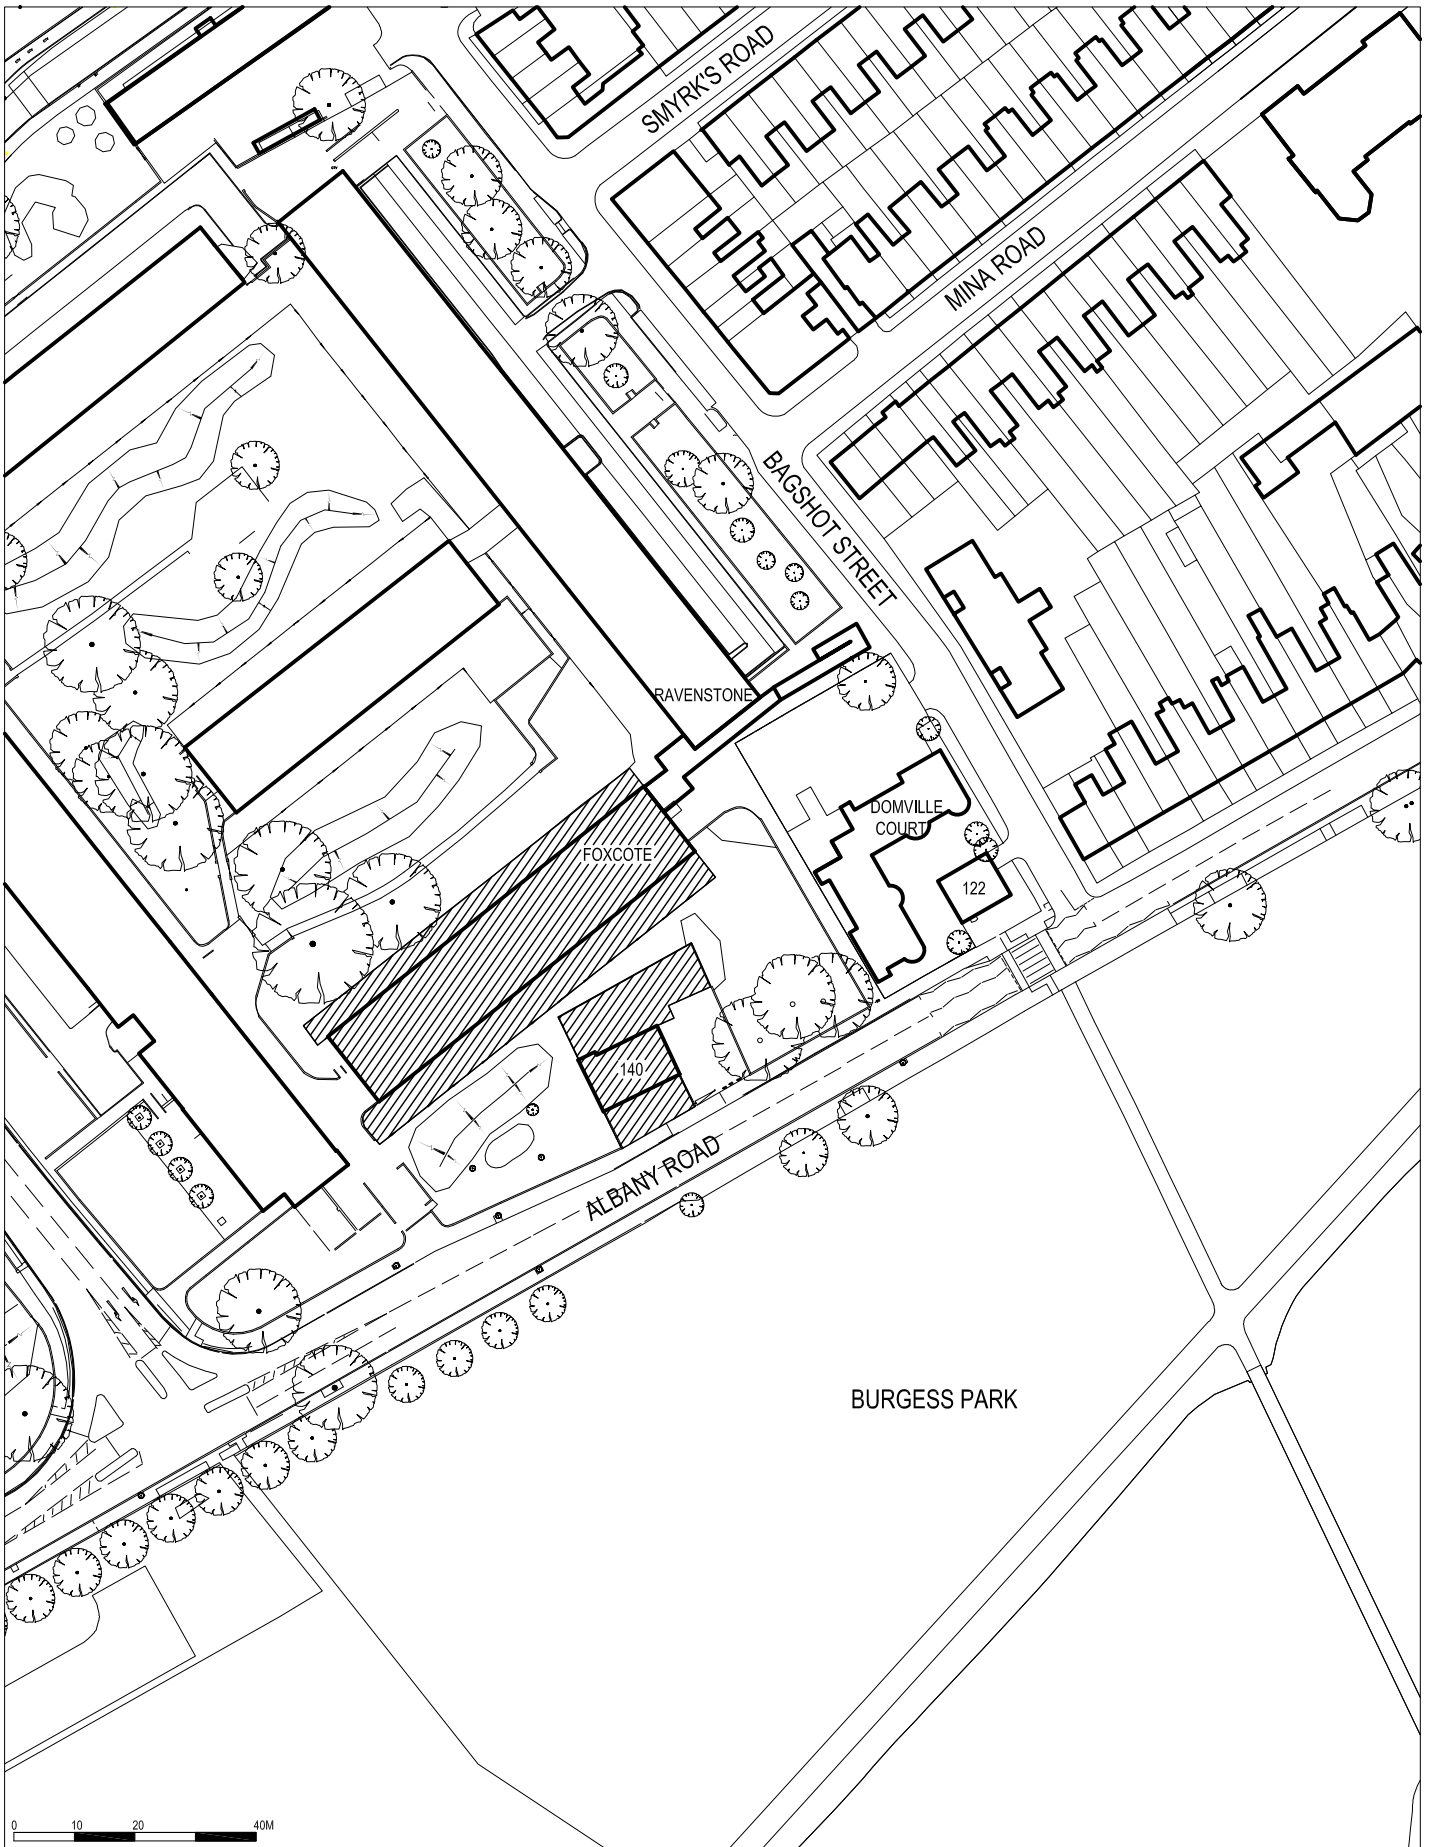 SMYRK'S ROAD
MINA ROAD
BAGSHOT STREET
RAVENSTONE
DOMVILLE
COURT
FOXCOTE
122
140
ALBANY ROAD
BURGESS PARK
0 10 20 40M